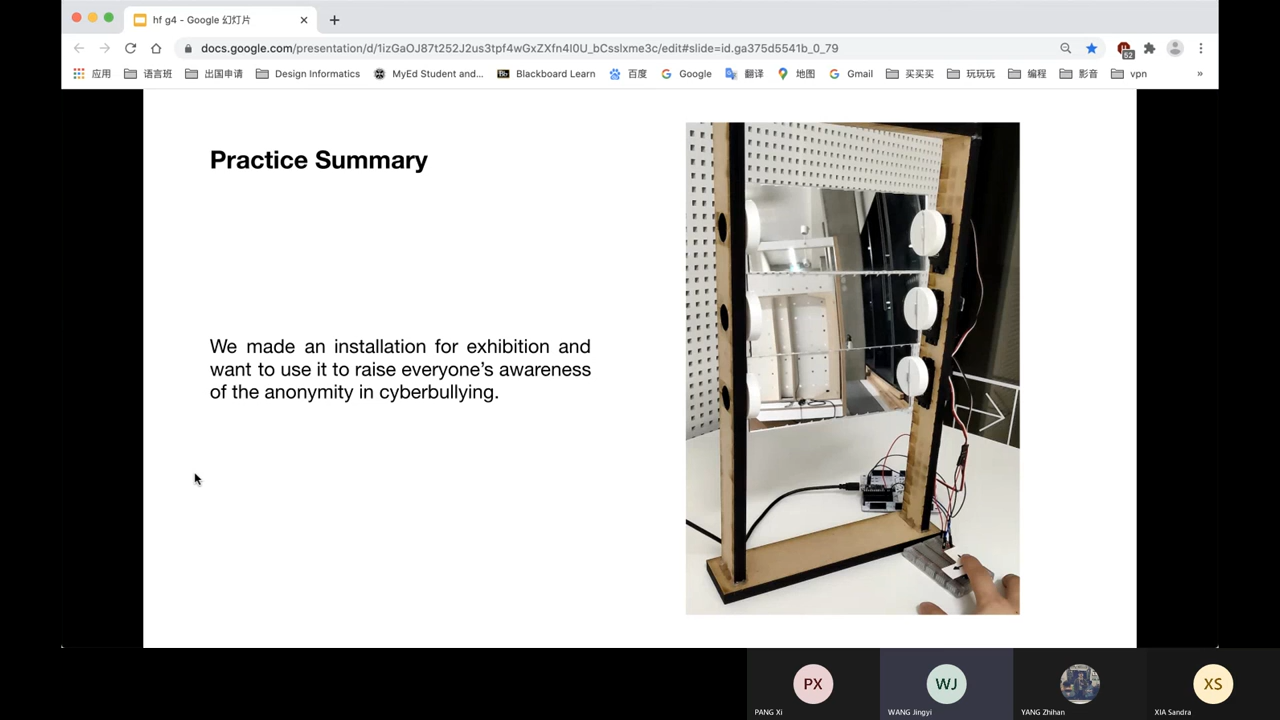 hf g4 - Google 幻灯片
docs.google.com/presentation/d/1izGaOJ87t252J2us3tpf4wGxZXfn4I0U_bCsslxme3c/edit#slide=id.ga375d5541b_0_79
52
应用 语言班 出国申请 Design Informatics MyEd Student and... Blackboard Learn 百度 Google 翻译 地图 Gmail 买买买 玩玩玩 编程 影音 vpn »
Practice Summary
We made an installation for exhibition and
want to use it to raise everyone’s awareness
of the anonymity in cyberbullying.
PX WJ XS
PANG Xi WANG Jingyi YANG Zhihan XIA Sandra